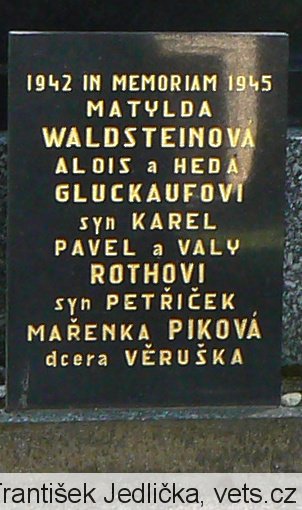 1942 IN MEMORIAM 1945
MATYLDA
WALDSTEINOVÁ
ALOIS a HEDA
GLUCKAUFOVI
syn KAREL
PAVEL a VALY
ROTHOVI
syn PETŘÍČEK
MAŘENKA PIKOVÁ
dcera VĚRUŠKA
František Jedlička, vets.cz